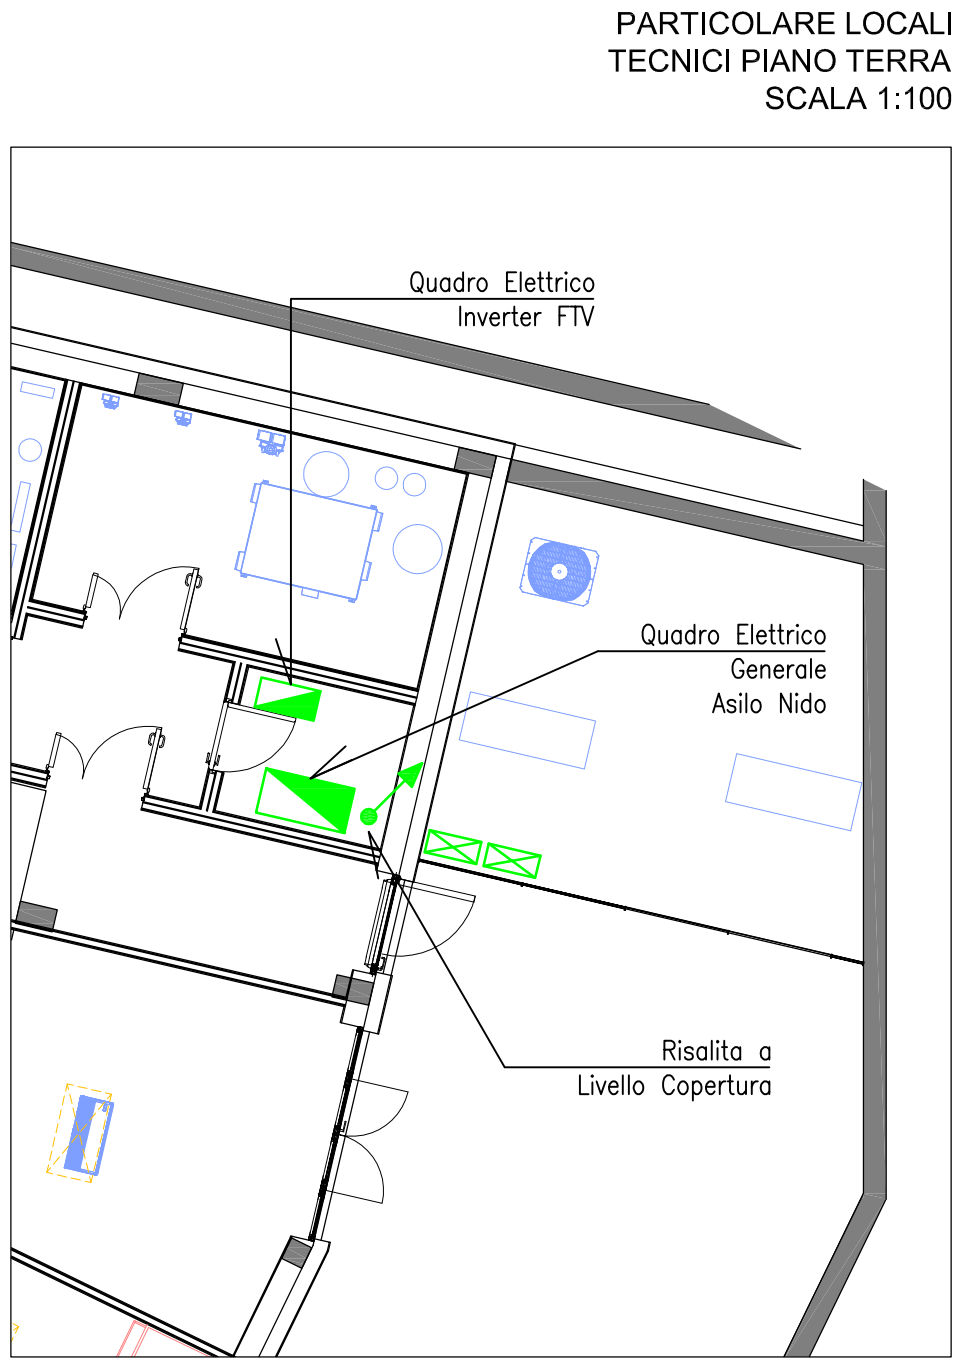 PARTICOLARE LOCALI
TECNICI PIANO TERRA
SCALA 1:100
Quadro Elettrico
Inverter FTV
Quadro Elettrico
Generale
Asilo Nido
Risalita a
Livello Copertura